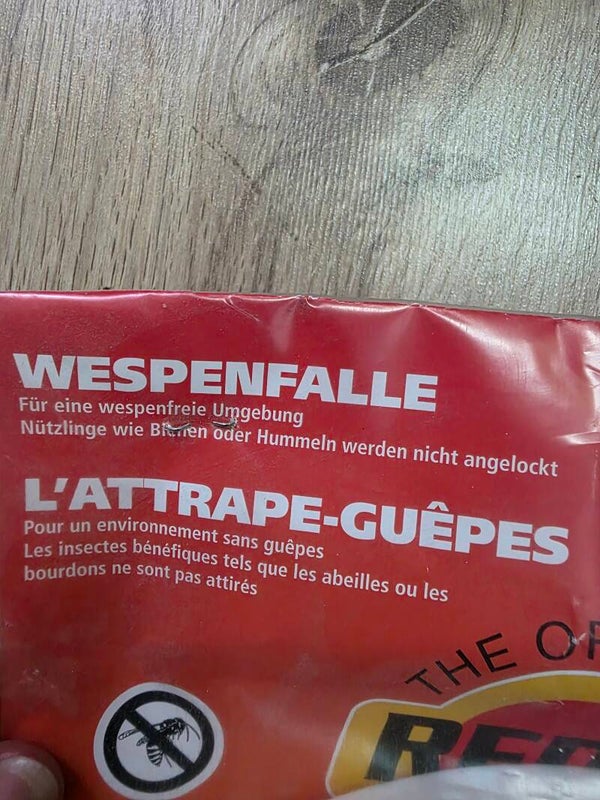 WESPENFALLE
Für eine wespenfreie Umgebung
Nützlinge wie Bienen oder Hummeln werden nicht angelockt
L'ATTRAPE-GUÊPES
Pour un environnement sans guêpes
Les insectes bénéfiques tels que les abeilles ou les
bourdons ne sont pas attirés
THE